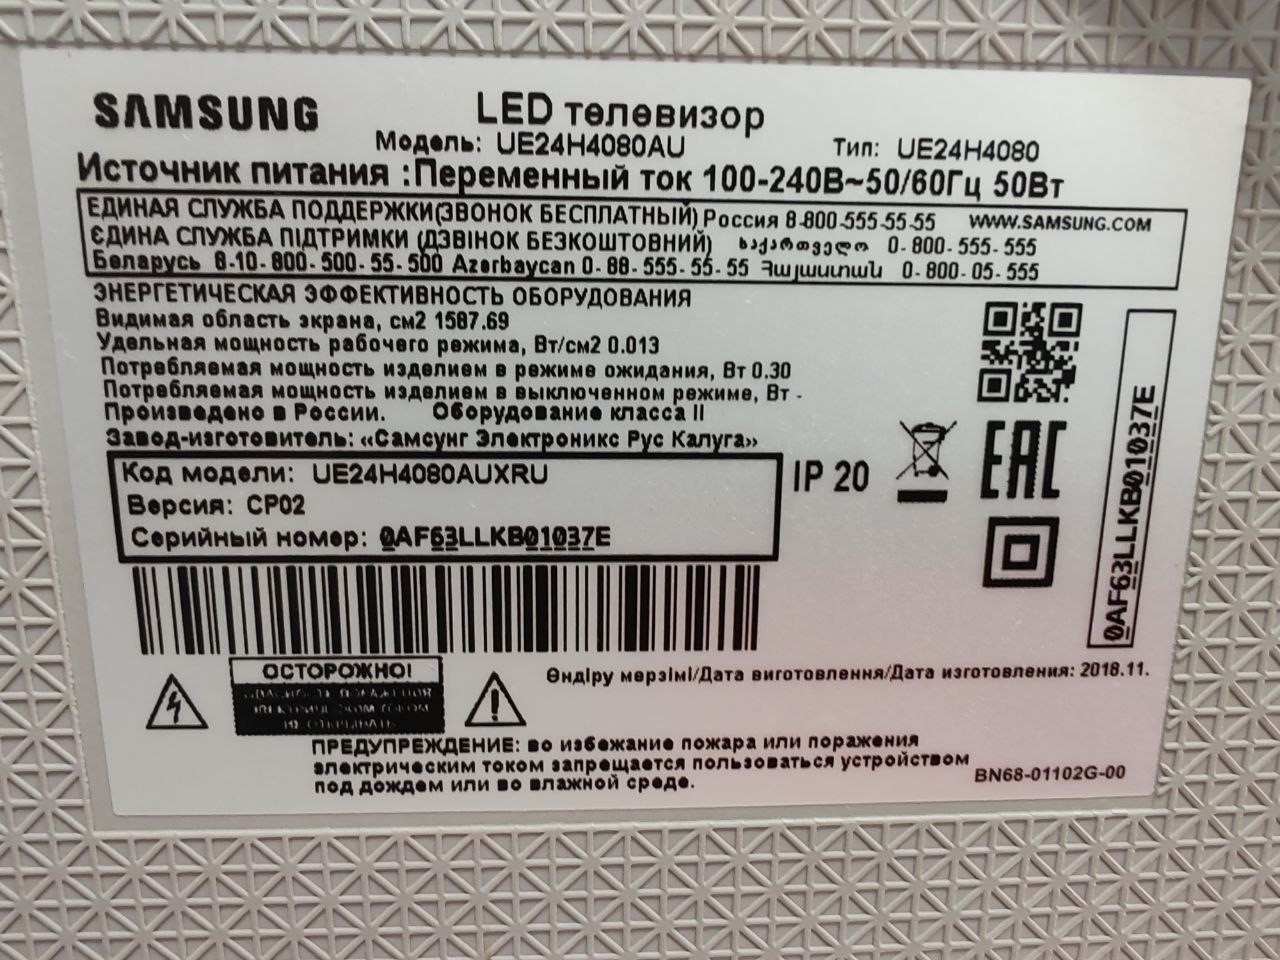 SAMSUNG
LED телевизор
Модель: UE24H4080AU Тип: UE24H4080
Источник питания :Переменный ток 100-240В~50/60Гц 50Вт
ЕДИНАЯ СЛУЖБА ПОДДЕРЖКИ(ЗВОНОК БЕСПЛАТНЫЙ) Россия 8-800-555-55-55 WWW.SAMSUNG.COM
ЄДИНА СЛУЖБА ПІДТРИМКИ (ДЗВІНОК БЕЗКОШТОВНИЙ) საქართველო 0-800-555-555
Беларусь 8-10-800-500-55-500 Azerbaycan 0-88-555-55-55 Հայաստան 0-800-05-555
ЭНЕРГЕТИЧЕСКАЯ ЭФФЕКТИВНОСТЬ ОБОРУДОВАНИЯ
Видимая область экрана, см2 1587.69
Удельная мощность рабочего режима, Вт/см2 0.013
Потребляемая мощность изделием в режиме ожидания, Вт 0.30
Потребляемая мощность изделием в выключенном режиме, Вт -
Произведено в России. Оборудование класса II
Завод-изготовитель: «Самсунг Электроникс Рус Калуга»
Код модели: UE24H4080AUXRU
Версия: CP02
Серийный номер: 0AF63LLKB01037E
IP 20
EAC
0AF63LLKB01037E
ОСТОРОЖНО!
Өндіру мерзімі/Дата виготовлення/Дата изготовления: 2018.11.
ПРЕДУПРЕЖДЕНИЕ: во избежание пожара или поражения
электрическим током запрещается пользоваться устройством
под дождем или во влажной среде.
BN68-01102G-00